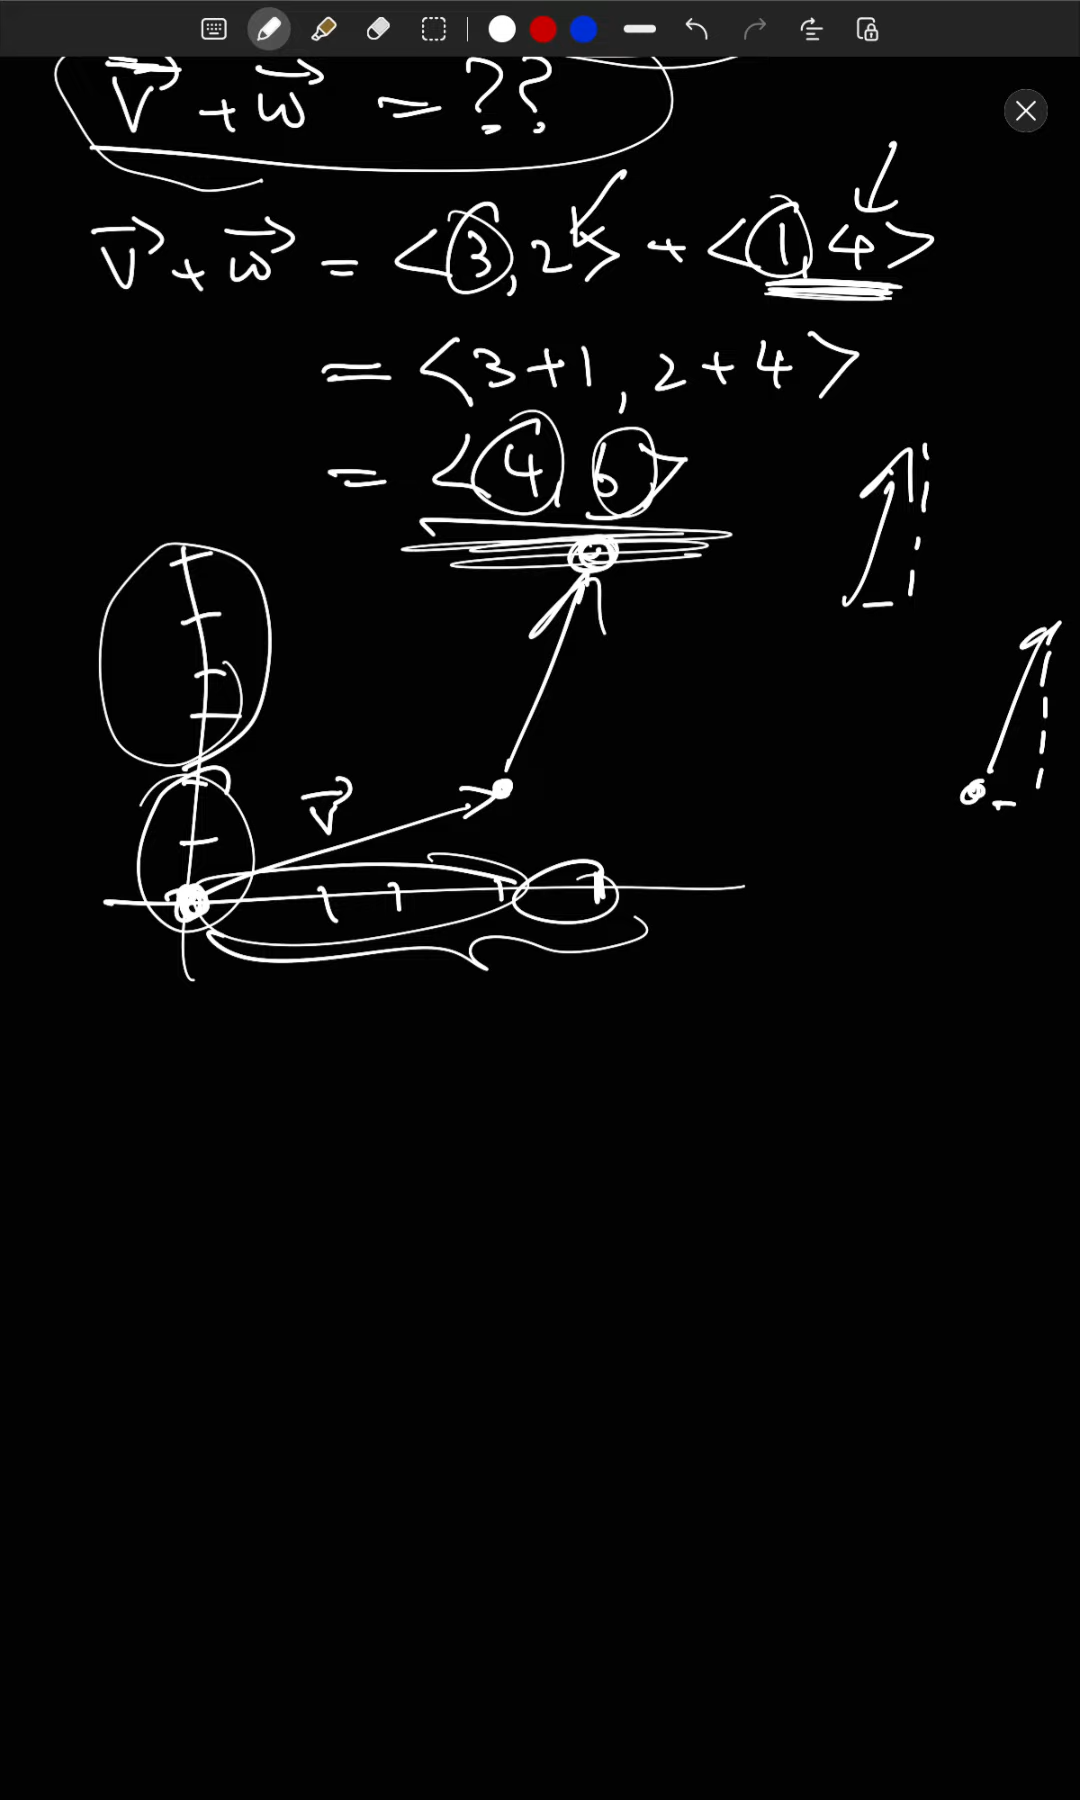 v⃗ + w⃗ = ??
v⃗ + w⃗ = <3, 2> + <1, 4>
= <3+1, 2+4>
= <4, 6>
v⃗